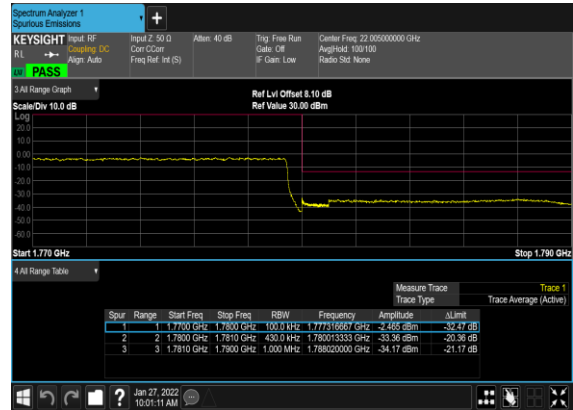 Spectrum Analyzer 1
Spurious Emissions
+
KEYSIGHT Input: RF Input Z: 50 Ω Atten: 40 dB Trig: Free Run Center Freq: 22.005000000 GHz
RL Coupling: DC Corr CCorr Gate: Off Avg|Hold: 100/100
Align: Auto Freq Ref: Int (S) IF Gain: Low Radio Std: None
LW PASS
3 All Range Graph
Ref Lvl Offset 8.10 dB
Scale/Div 10.0 dB Ref Value 30.00 dBm
Log
20.0
10.0
0.00
-10.0
-20.0
-30.0
-40.0
-50.0
-60.0
Start 1.770 GHz Stop 1.790 GHz
4 All Range Table
Measure Trace Trace 1
Trace Type Trace Average (Active)
Spur Range Start Freq Stop Freq RBW Frequency Amplitude ΔLimit
1 1 1.7700 GHz 1.7800 GHz 100.0 kHz 1.777316667 GHz -2.465 dBm -32.47 dB
2 2 1.7800 GHz 1.7810 GHz 430.0 kHz 1.780013333 GHz -33.36 dBm -20.36 dB
3 3 1.7810 GHz 1.7900 GHz 1.000 MHz 1.788020000 GHz -34.17 dBm -21.17 dB
? Jan 27, 2022
10:01:11 AM